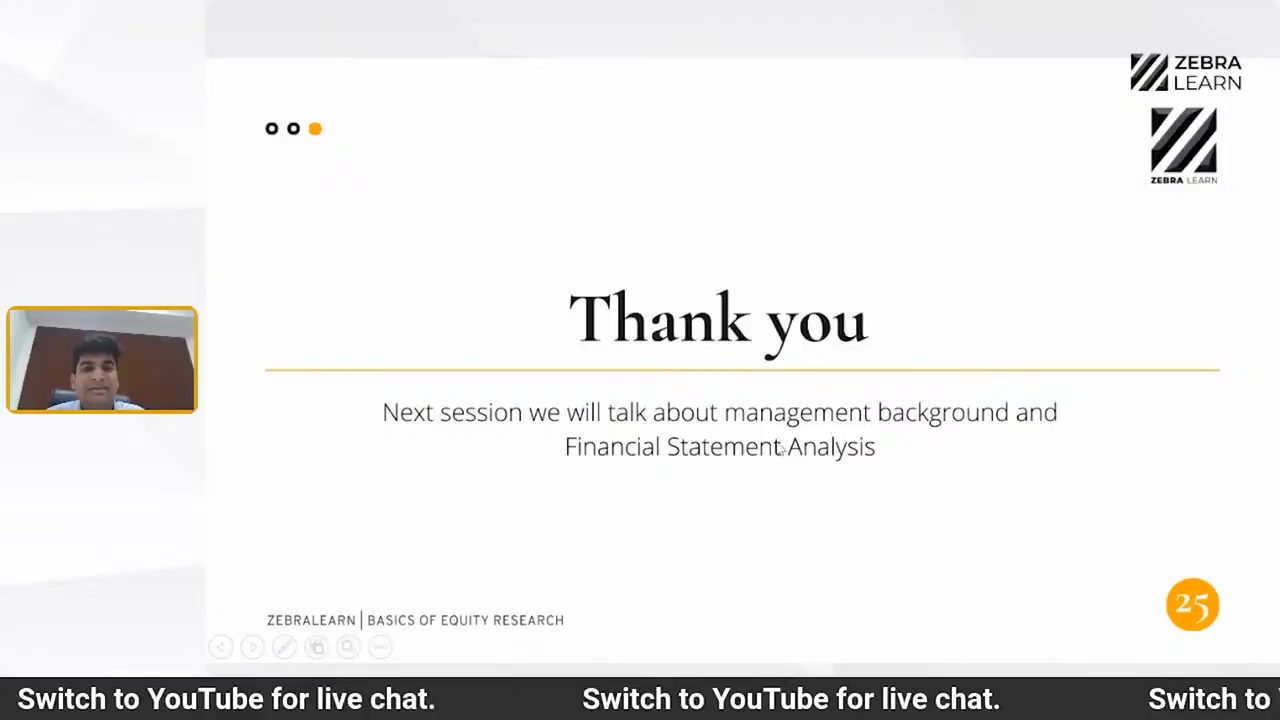 ZEBRA
LEARN
ZEBRA LEARN
Thank you
Next session we will talk about management background and
Financial Statement Analysis
ZEBRALEARN | BASICS OF EQUITY RESEARCH
25
Switch to YouTube for live chat. Switch to YouTube for live chat. Switch to